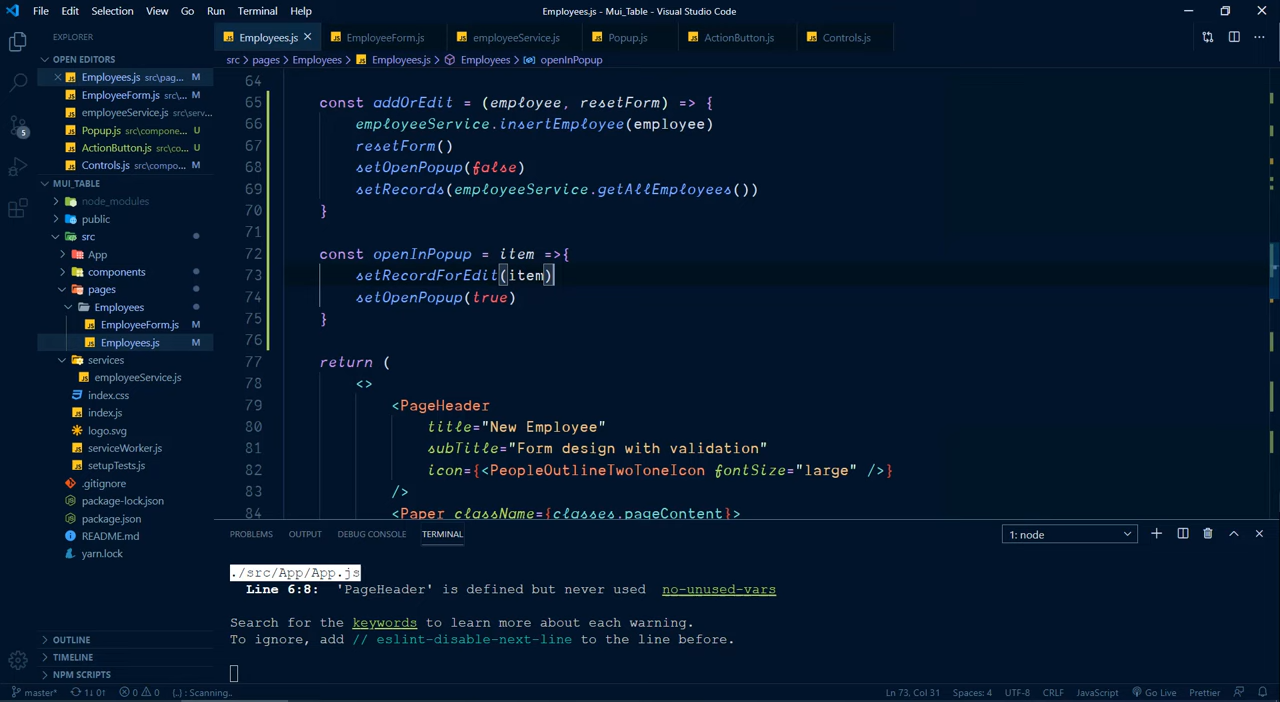 File Edit Selection View Go Run Terminal Help
Employees.js - Mui_Table - Visual Studio Code
EXPLORER
OPEN EDITORS
Employees.js src\pag... M
EmployeeForm.js src\... M
employeeService.js src\serv...
Popup.js src\compone... U
ActionButton.js src\co... U
Controls.js src\compo... M
MUI_TABLE
node_modules
public
src
App
components
pages
Employees
EmployeeForm.js M
Employees.js M
services
employeeService.js
index.css
index.js
logo.svg
serviceWorker.js
setupTests.js
.gitignore
package-lock.json
package.json
README.md
yarn.lock
OUTLINE
TIMELINE
NPM SCRIPTS
5
Employees.js EmployeeForm.js employeeService.js Popup.js ActionButton.js Controls.js
src > pages > Employees > Employees.js > Employees > openInPopup
64
65 const addOrEdit = (employee, resetForm) => {
66 employeeService.insertEmployee(employee)
67 resetForm()
68 setOpenPopup(false)
69 setRecords(employeeService.getAllEmployees())
70 }
71
72 const openInPopup = item =>{
73 setRecordForEdit(item)
74 setOpenPopup(true)
75 }
76
77 return (
78 <>
79 <PageHeader
80 title="New Employee"
81 subTitle="Form design with validation"
82 icon={<PeopleOutlineTwoToneIcon fontSize="large" />}
83 />
84 <Paper className={classes.pageContent}>
PROBLEMS OUTPUT DEBUG CONSOLE TERMINAL
1: node
./src/App/App.js
Line 6:8: 'PageHeader' is defined but never used no-unused-vars
Search for the keywords to learn more about each warning.
To ignore, add // eslint-disable-next-line to the line before.
master* 1↓ 0↑ 0 0 {..} : Scanning..
Ln 73, Col 31 Spaces: 4 UTF-8 CRLF JavaScript Go Live Prettier